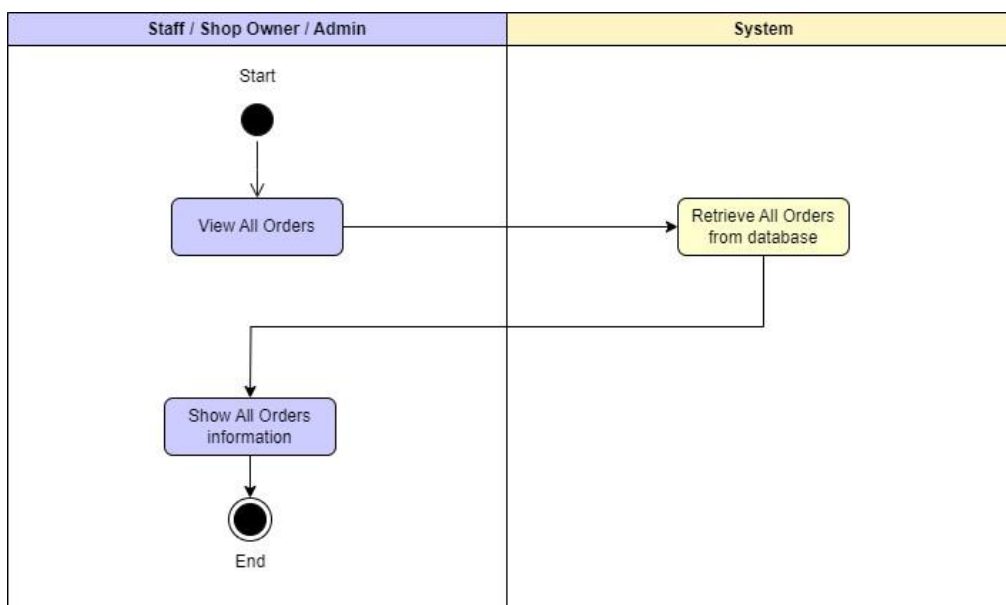 Staff / Shop Owner / Admin
System
Start
View All Orders
Retrieve All Orders
from database
Show All Orders
information
End